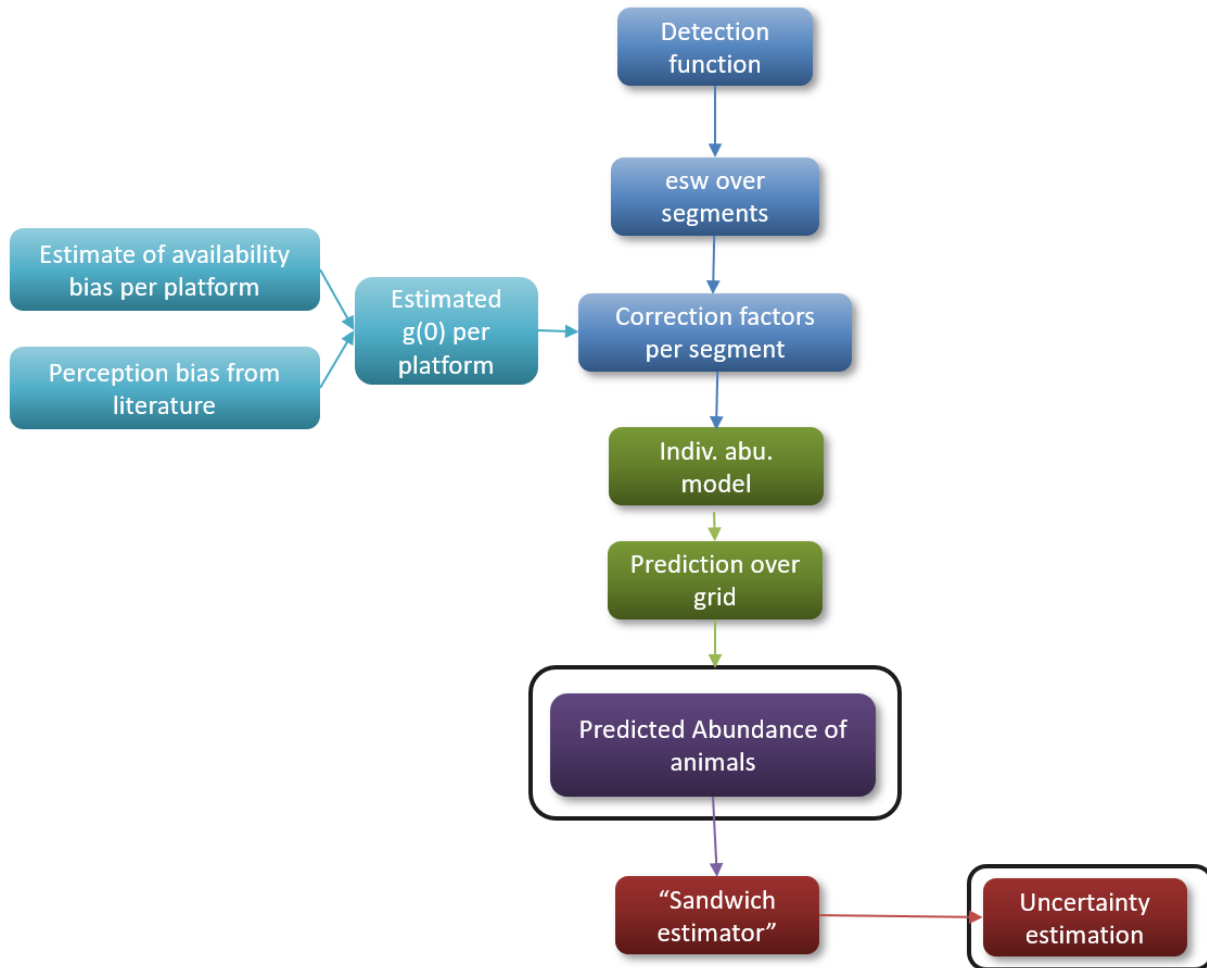 Detection
function
esw over
segments
Estimate of availability
bias per platform
Perception bias from
literature
Estimated
g(0) per
platform
Correction factors
per segment
Indiv. abu.
model
Prediction over
grid
Predicted Abundance of
animals
“Sandwich
estimator”
Uncertainty
estimation